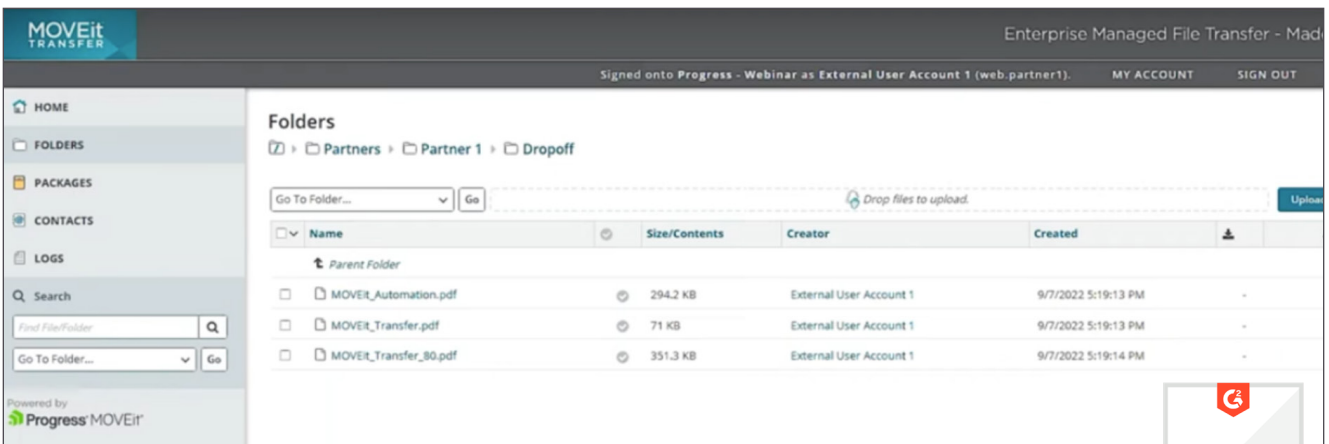 MOVEit
TRANSFER
Enterprise Managed File Transfer - Mad
Signed onto Progress - Webinar as External User Account 1 (web.partner1). MY ACCOUNT SIGN OUT
HOME
FOLDERS
PACKAGES
CONTACTS
LOGS
Search
Find File/Folder
Go To Folder... Go
Powered by
Progress MOVEit
Folders
Partners Partner 1 Dropoff
Go To Folder... Go Drop files to upload. Upload
Name Size/Contents Creator Created
Parent Folder
MOVEit_Automation.pdf 294.2 KB External User Account 1 9/7/2022 5:19:13 PM -
MOVEit_Transfer.pdf 71 KB External User Account 1 9/7/2022 5:19:13 PM -
MOVEit_Transfer_80.pdf 351.3 KB External User Account 1 9/7/2022 5:19:14 PM -
G2